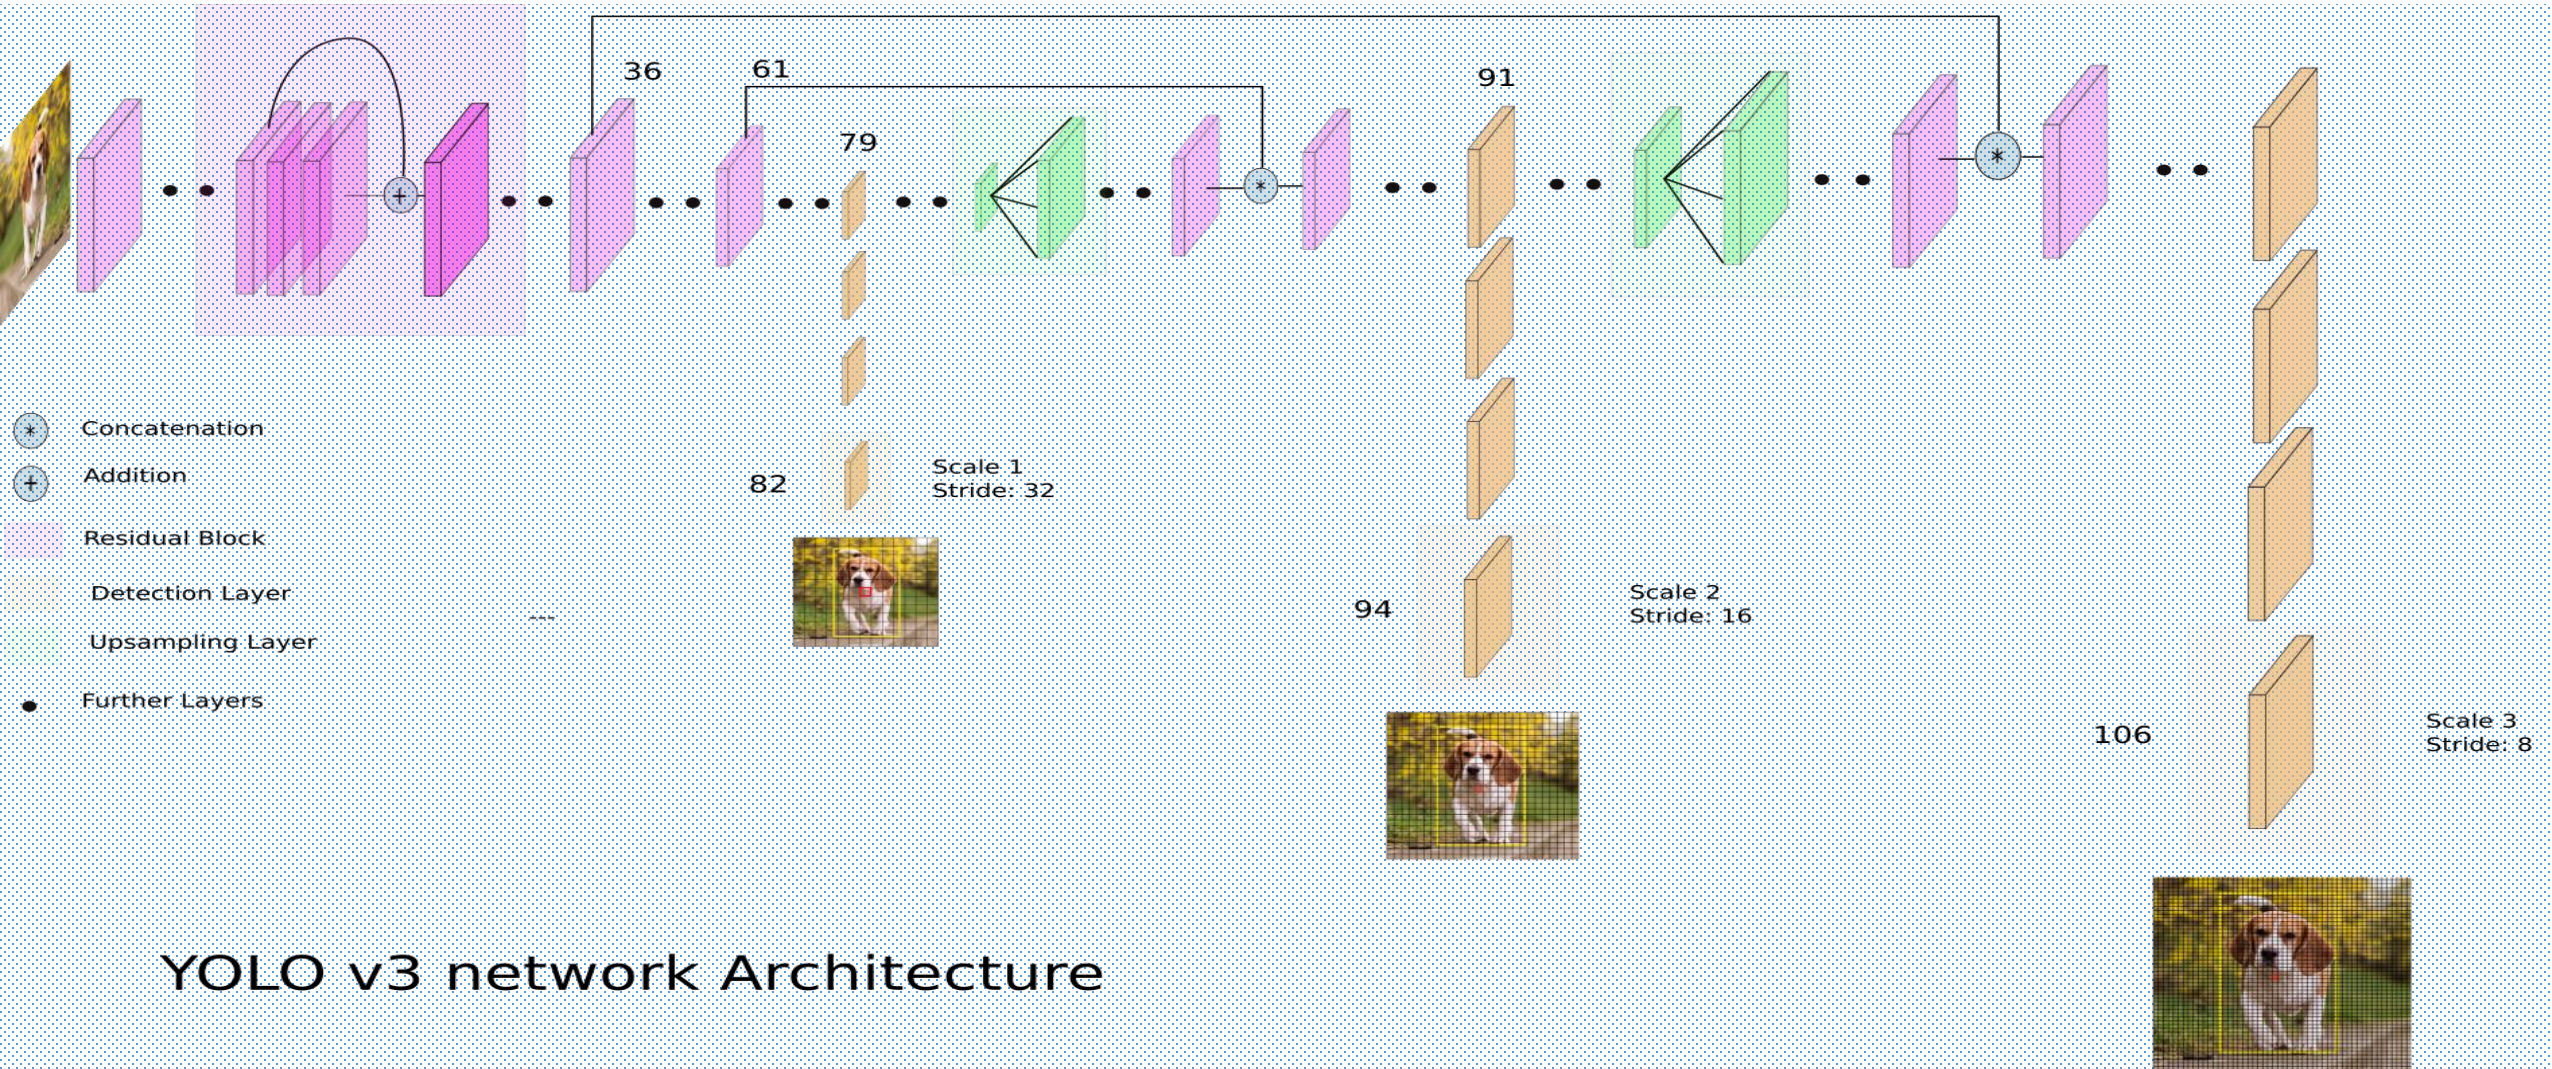 36
61
91
79
*
*
+
* Concatenation
+ Addition
Residual Block
Detection Layer
Upsampling Layer
Further Layers
---
82
Scale 1
Stride: 32
94
Scale 2
Stride: 16
106
Scale 3
Stride: 8
YOLO v3 network Architecture